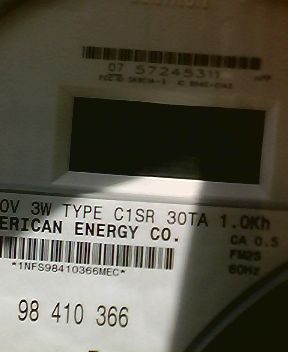 07 57245311
OV 3W TYPE C1SR 30TA 1.0Kh
ERICAN ENERGY CO.
CA 0.5
FM2S
60Hz
*1NFS98410366MEC*
98 410 366